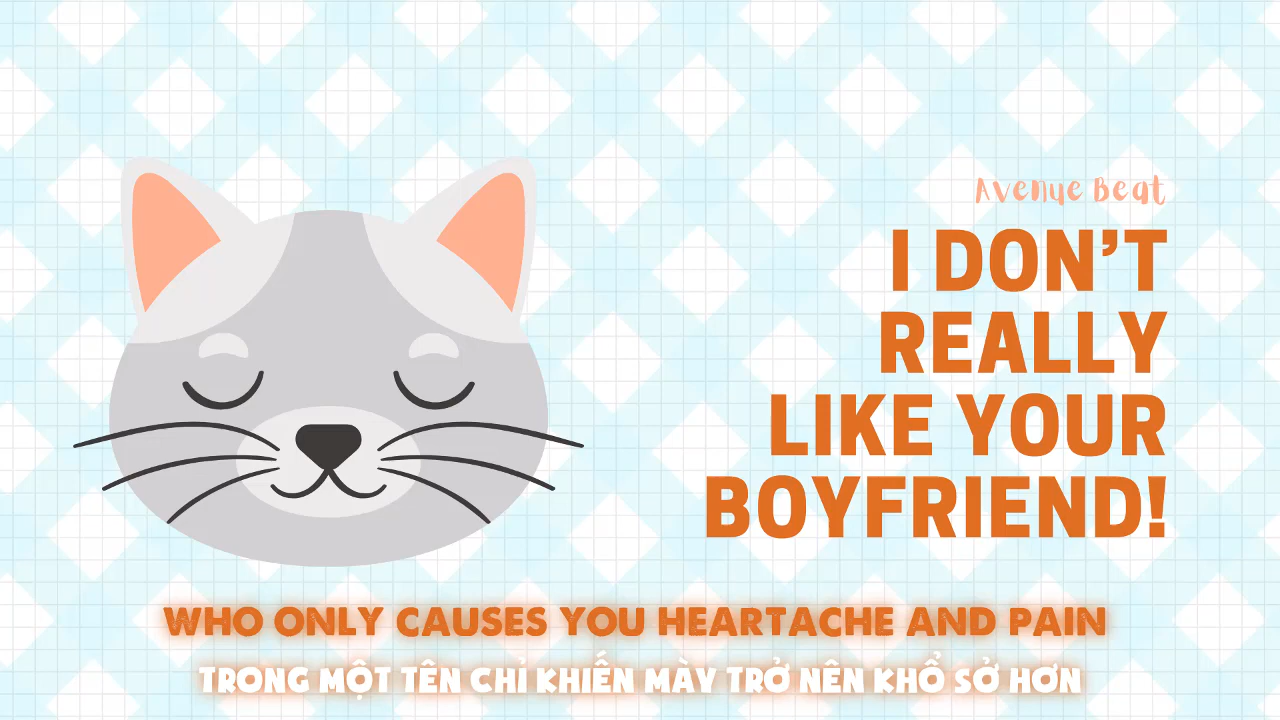 Avenue Beat
I DON'T
REALLY
LIKE YOUR
BOYFRIEND!
WHO ONLY CAUSES YOU HEARTACHE AND PAIN
TRONG MỘT TÊN CHỈ KHIẾN MÀY TRỞ NÊN KHỔ SỞ HƠN